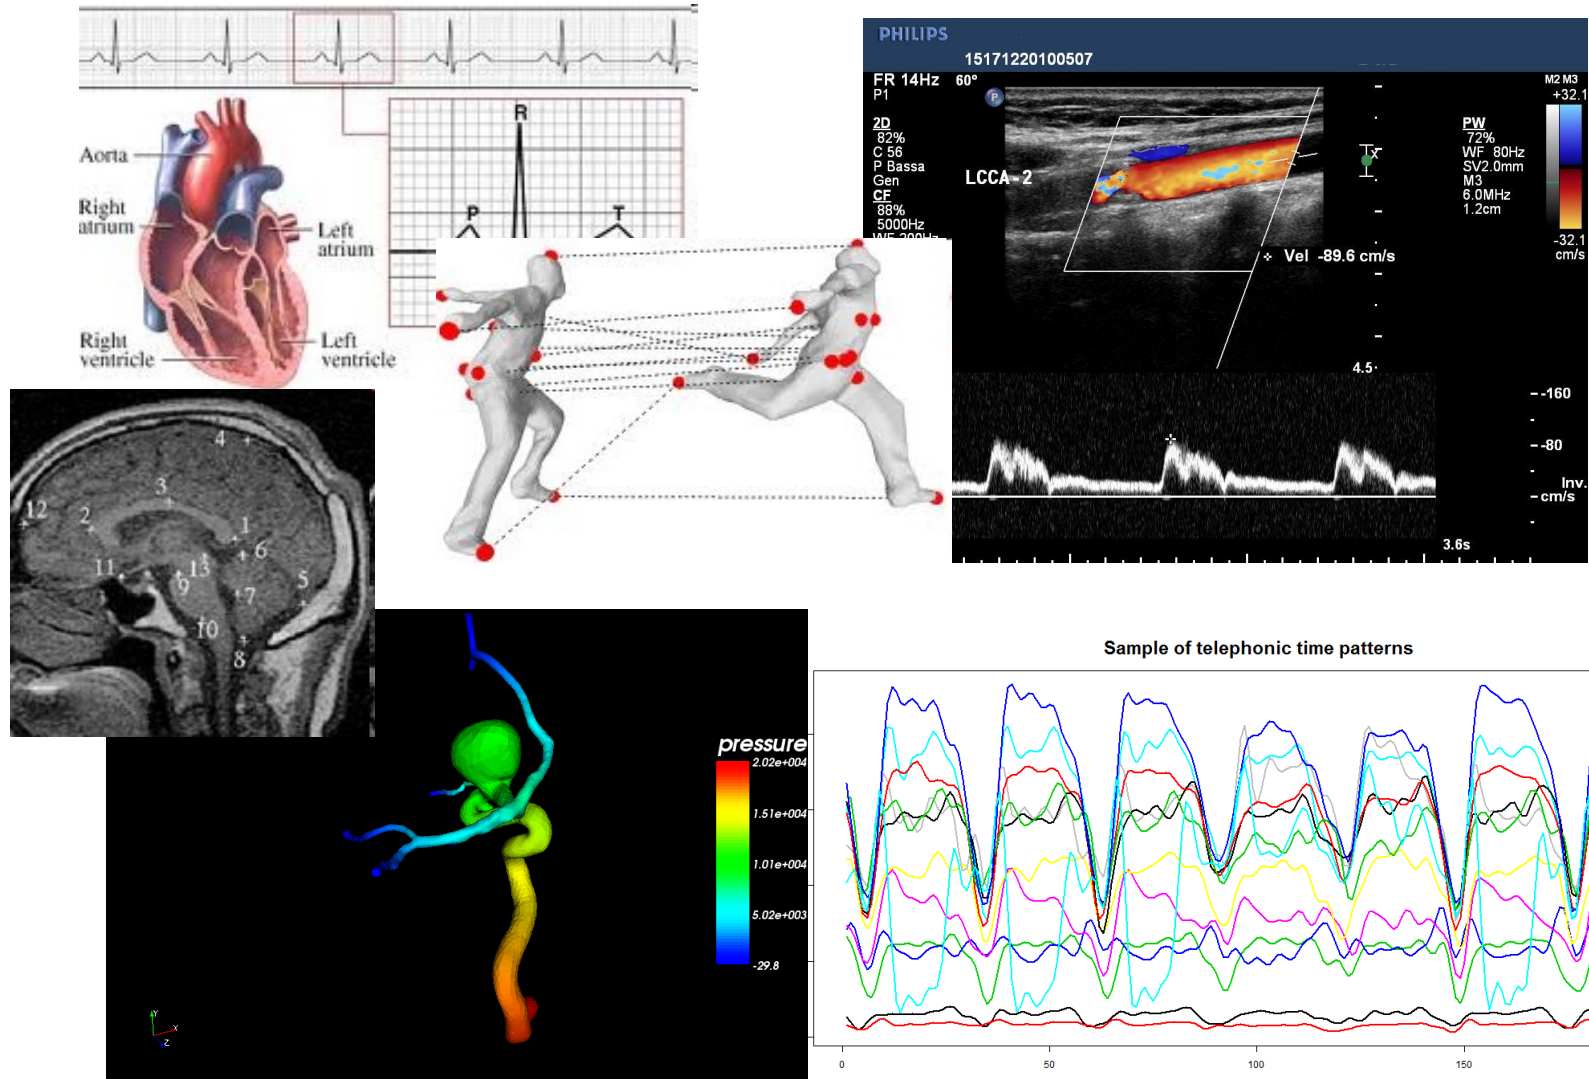 Aorta
Right
atrium
Left
atrium
Right
ventricle
Left
ventricle
R
P
T
PHILIPS
15171220100507
FR 14Hz
P1
2D
82%
C 56
P Bassa
Gen
CF
88%
5000Hz
60°
P
LCCA-2
x
Vel -89.6 cm/s
4.5
PW
72%
WF 80Hz
SV2.0mm
M3
6.0MHz
1.2cm
M2 M3
+32.1
-32.1
cm/s
-160
-80
Inv.
cm/s
3.6s
4
3
12
2
1
6
11
13
9
5
7
10
8
pressure
2.02e+004
1.51e+004
1.01e+004
5.02e+003
-29.8
Y
X
Z
Sample of telephonic time patterns
0
50
100
150